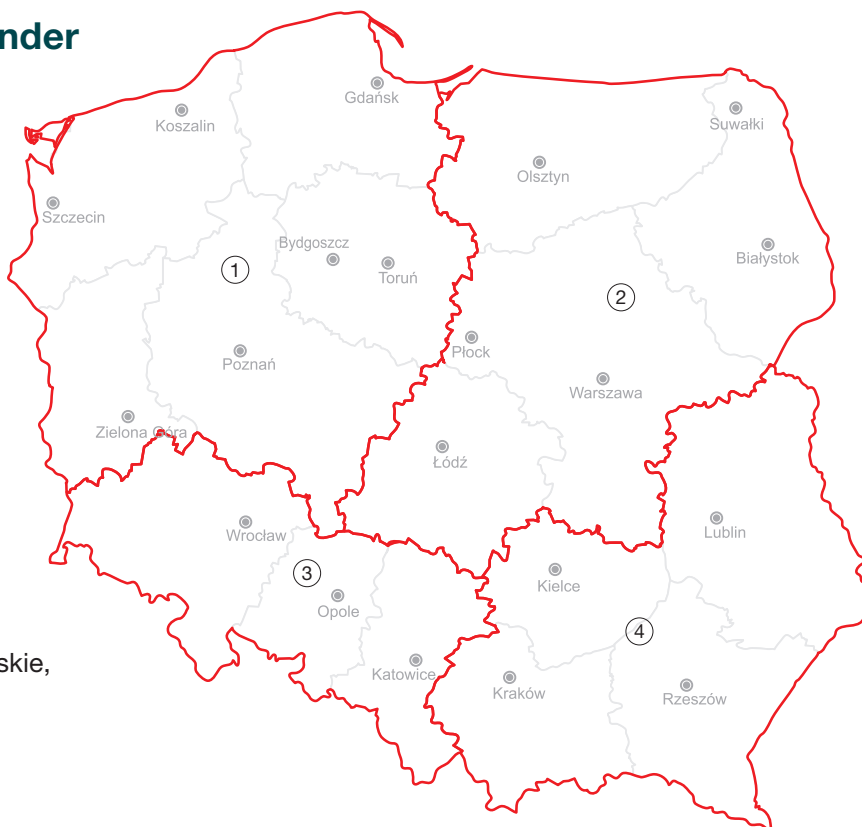 nder
Gdańsk
Koszalin
Suwałki
Olsztyn
Szczecin
Bydgoszcz
Białystok
1
Toruń
2
Płock
Poznań
Warszawa
Zielona Góra
Łódź
Wrocław
Lublin
3
Kielce
Opole
4
skie,
Katowice
Kraków
Rzeszów